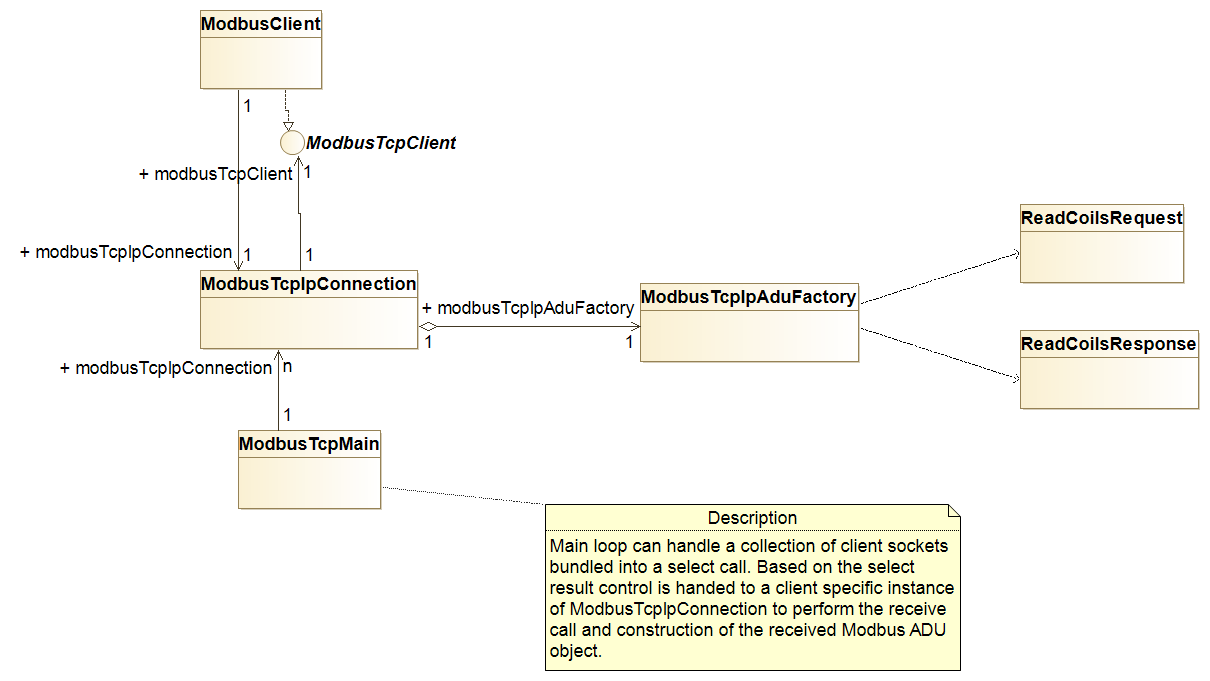 ModbusClient
1
ModbusTcpClient
+ modbusTcpClient
1
+ modbusTcpIpConnection
1
1
ModbusTcpIpConnection
+ modbusTcpIpAduFactory
1
1
ModbusTcpIpAduFactory
ReadCoilsRequest
ReadCoilsResponse
+ modbusTcpIpConnection
n
1
ModbusTcpMain
Description
Main loop can handle a collection of client sockets
bundled into a select call. Based on the select
result control is handed to a client specific instance
of ModbusTcpIpConnection to perform the receive
call and construction of the received Modbus ADU
object.